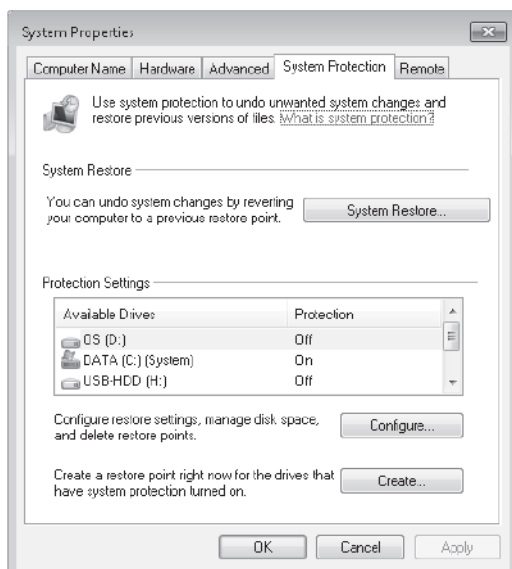 System Properties
Computer Name Hardware Advanced System Protection Remote
Use system protection to undo unwanted system changes and
restore previous versions of files. What is system protection?
System Restore
You can undo system changes by reverting
your computer to a previous restore point.
System Restore...
Protection Settings
Available Drives Protection
OS (D:) Off
DATA (C:) (System) On
USB-HDD (H:) Off
Configure restore settings, manage disk space,
and delete restore points.
Configure...
Create a restore point right now for the drives that
have system protection turned on.
Create...
OK Cancel Apply